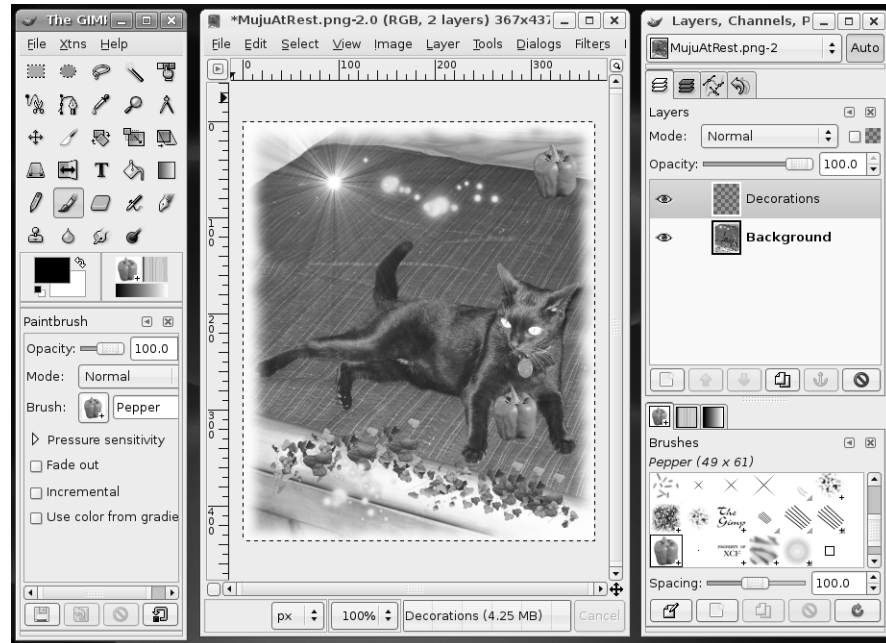 The GIMP
File Xtns Help
Paintbrush
Opacity: 100.0
Mode: Normal
Brush: Pepper
Pressure sensitivity
Fade out
Incremental
Use color from gradie
*MujuAtRest.png-2.0 (RGB, 2 layers) 367x437
File Edit Select View Image Layer Tools Dialogs Filters
0 100 200 300
0
100
200
300
400
px 100% Decorations (4.25 MB) Cancel
Layers, Channels, P
MujuAtRest.png-2 Auto
Layers
Mode: Normal
Opacity: 100.0
Decorations
Background
Brushes
Pepper (49 x 61)
The
Gimp
PROPERTY OF
XCF
Spacing: 100.0